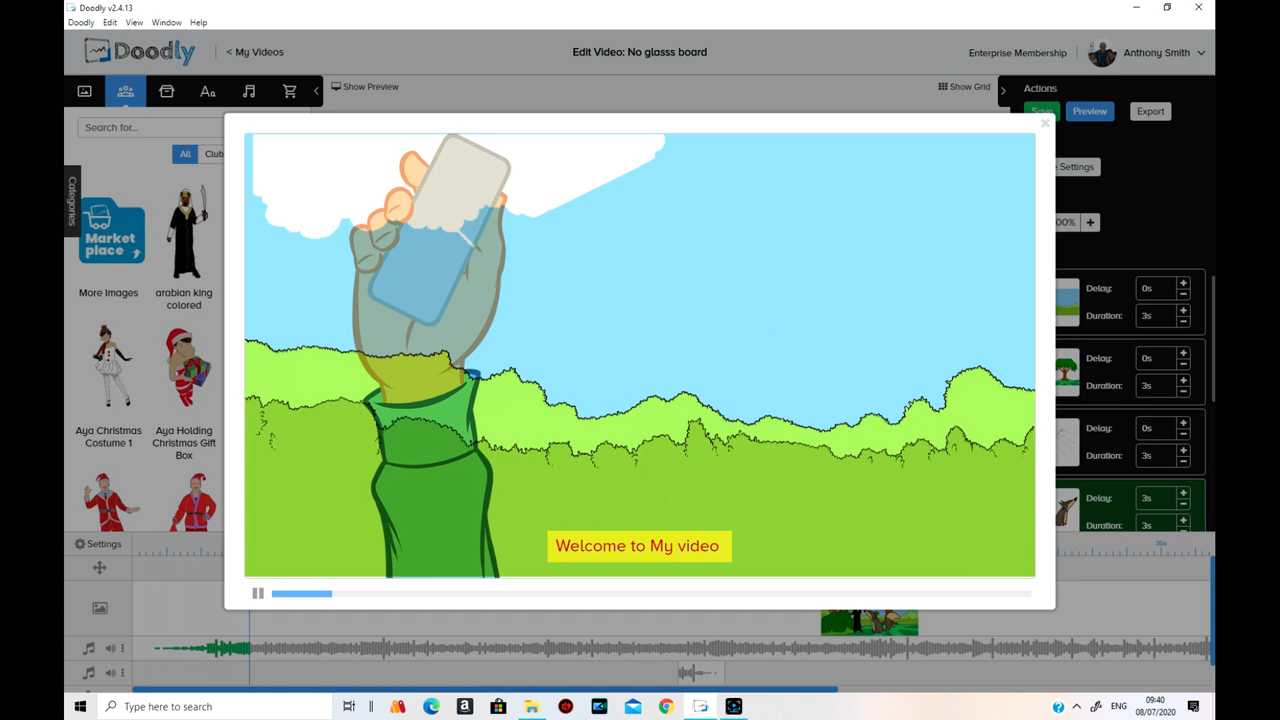 Doodly v2.4.13
Doodly Edit View Window Help
Doodly
< My Videos
Edit Video: No glasss board
Enterprise Membership
Anthony Smith
Show Preview
Show Grid
Actions
Save
Preview
Export
Search for...
All
Club
Settings
Categories
00%
Market
place
More Images
arabian king
colored
Delay: 0s
Duration: 3s
Delay: 0s
Duration: 3s
Aya Christmas
Costume 1
Aya Holding
Christmas Gift
Box
Delay: 0s
Duration: 3s
Delay: 3s
Duration: 3s
Welcome to My video
Settings
30s
Type here to search
ENG
09:40
08/07/2020